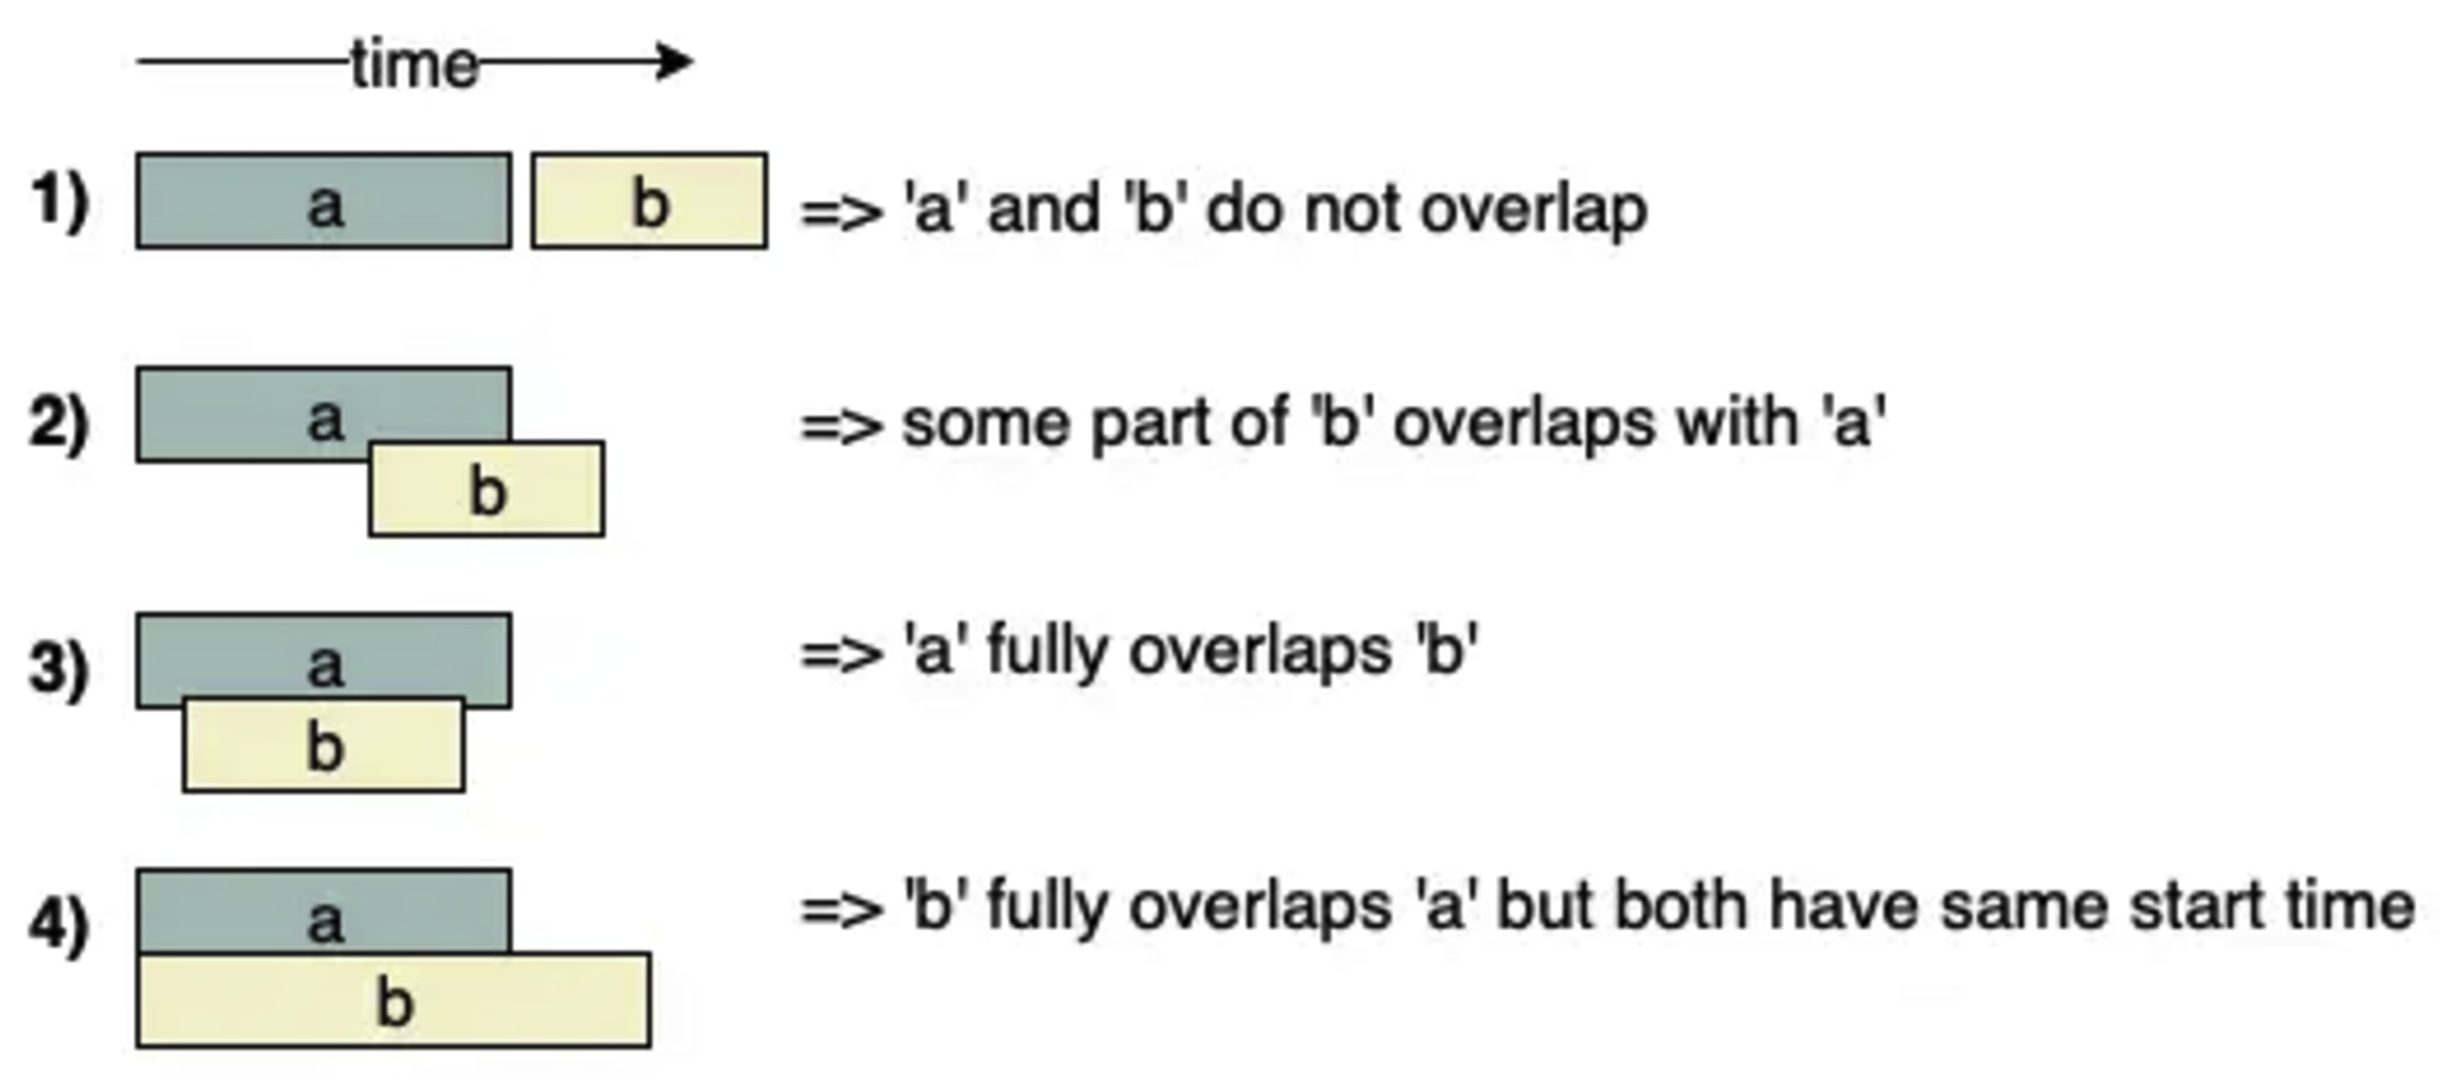 time
1) a b => 'a' and 'b' do not overlap
2) a => some part of 'b' overlaps with 'a'
b
3) a => 'a' fully overlaps 'b'
b
4) a => 'b' fully overlaps 'a' but both have same start time
b